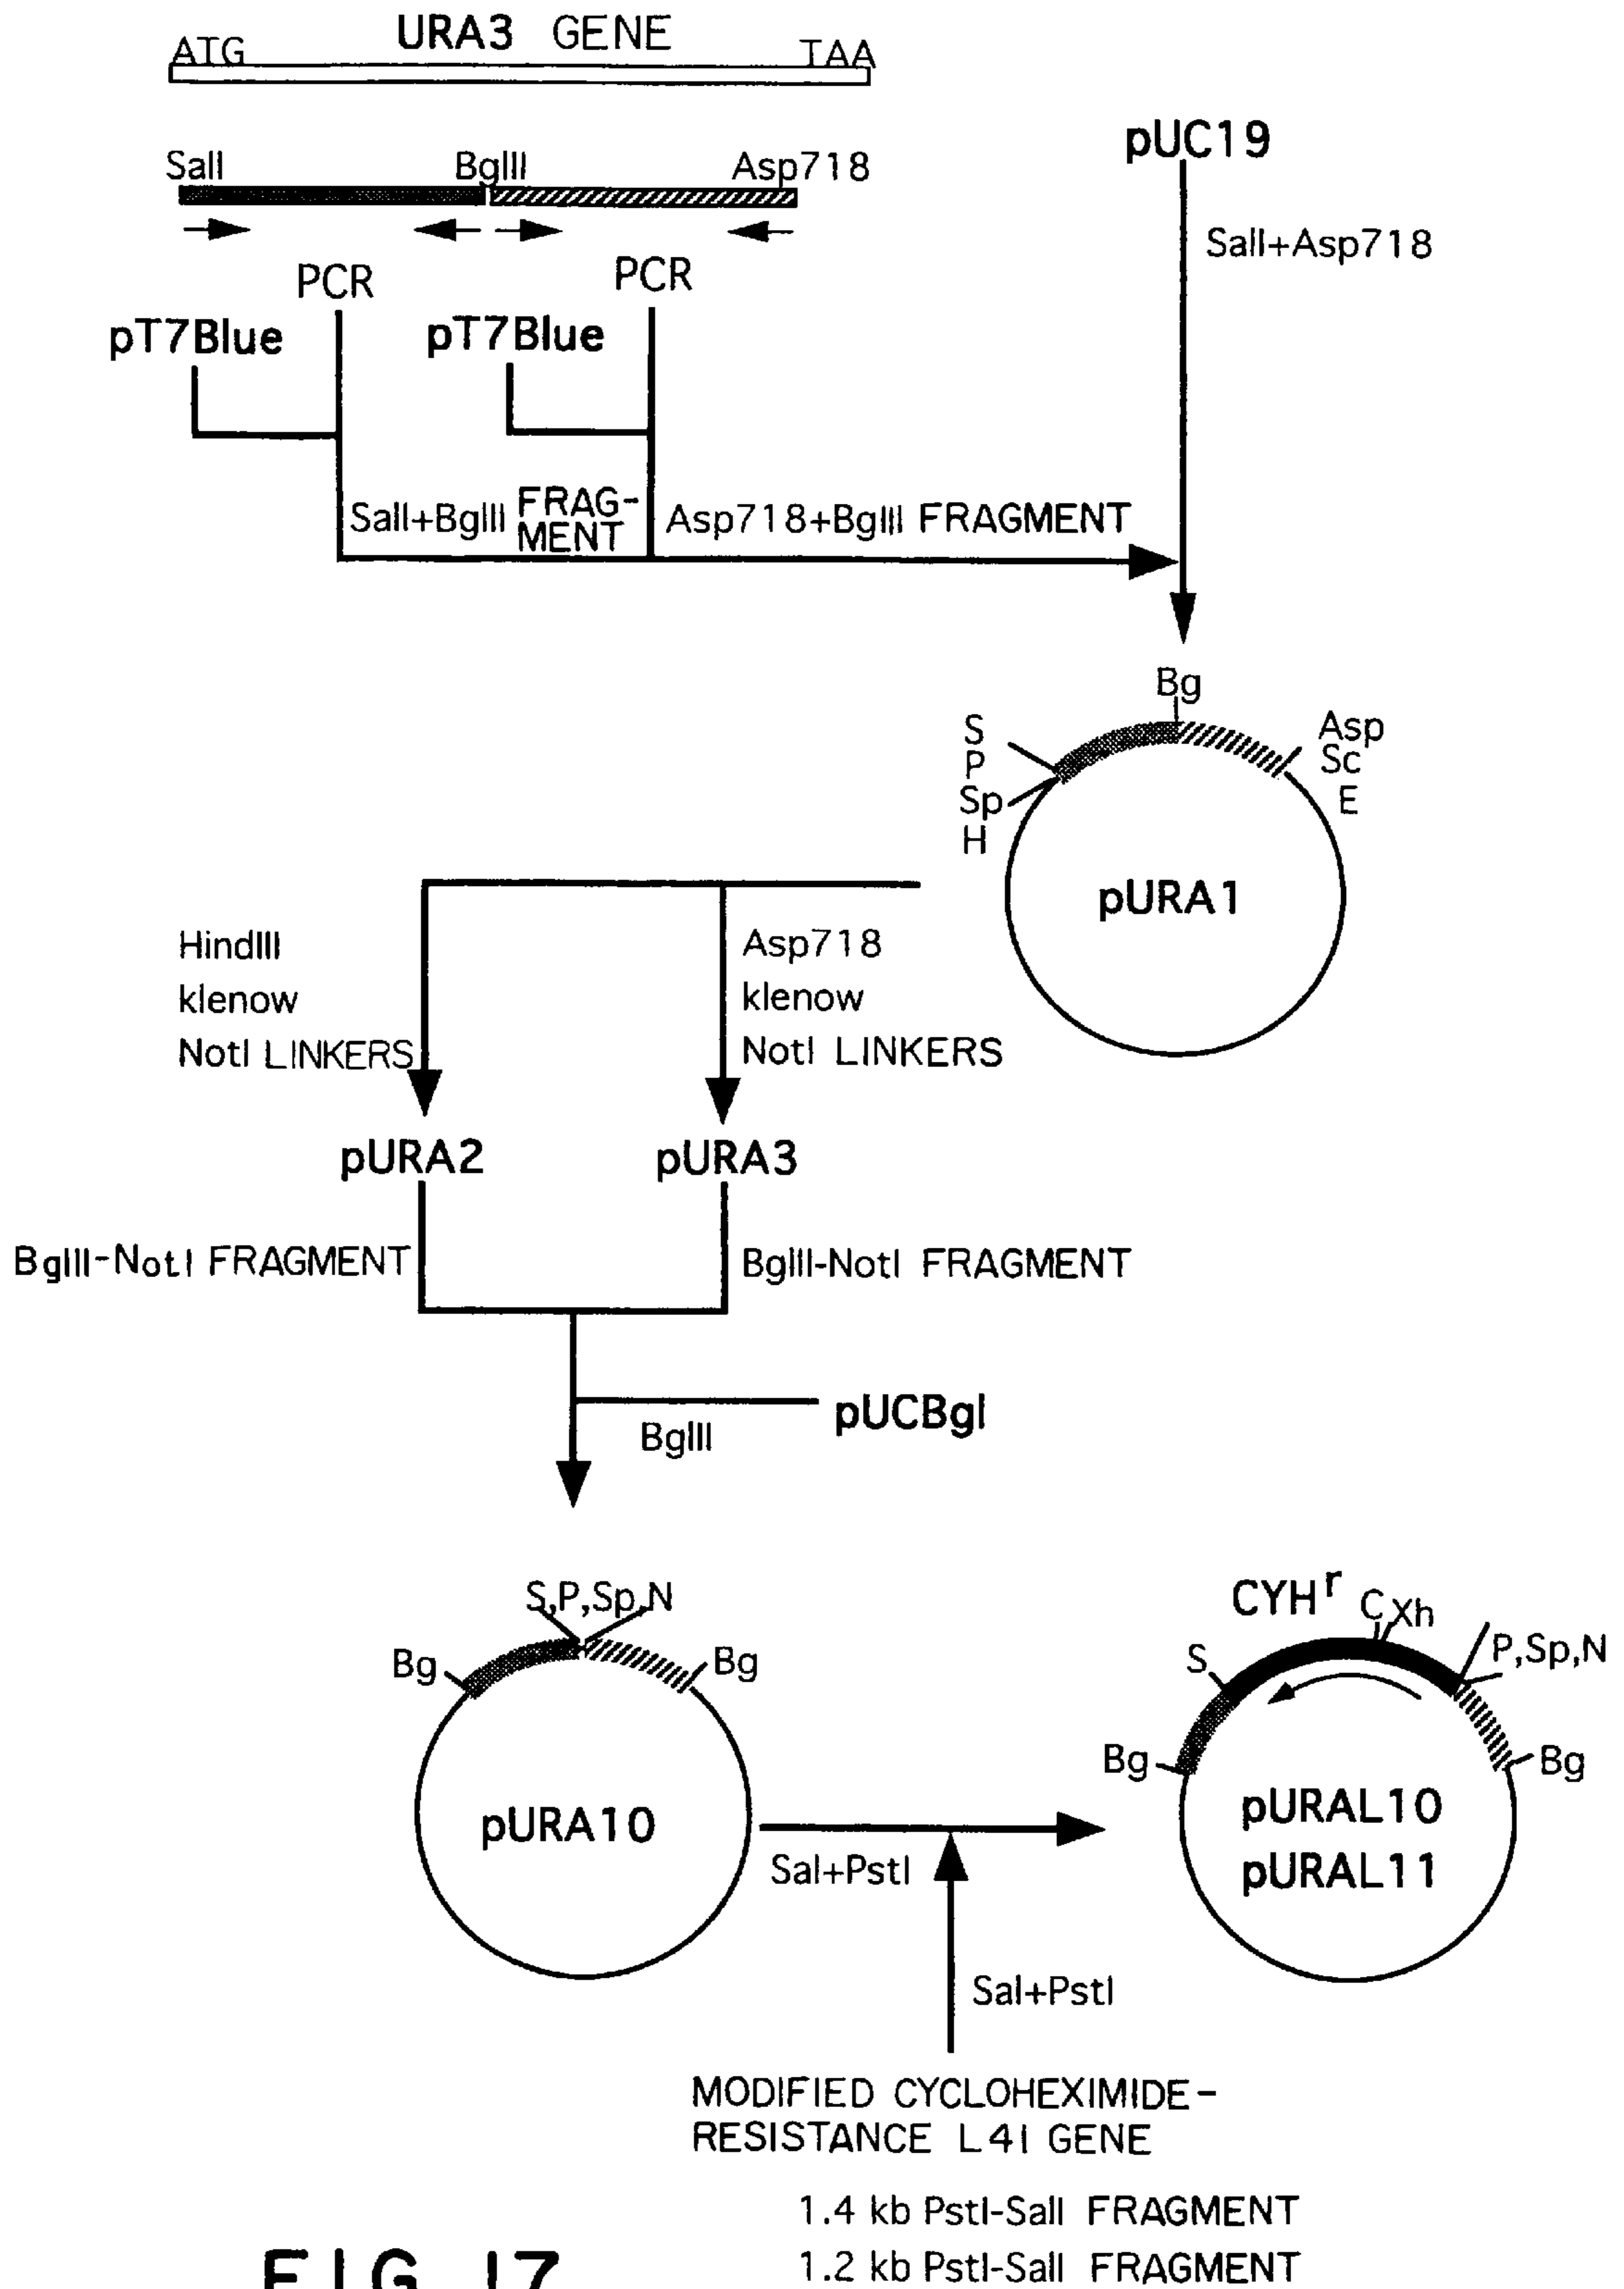 URA3 GENE
ATG
TAA
SalI
BglII
Asp718
pUC19
SalI+Asp718
PCR
PCR
pT7Blue
pT7Blue
SalI+BglII FRAG-
MENT
Asp718+BglII FRAGMENT
Bg
S
P
Sp
H
Asp
Sc
E
pURA1
HindIII
klenow
NotI LINKERS
Asp718
klenow
NotI LINKERS
pURA2
pURA3
BglII-NotI FRAGMENT
BglII-NotI FRAGMENT
pUCBgl
BglII
S,P,Sp,N
Bg
Bg
pURA10
Sal+PstI
CYHr
C
Xh
S
P,Sp,N
Bg
Bg
pURAL10
pURAL11
Sal+PstI
MODIFIED CYCLOHEXIMIDE-
RESISTANCE L41 GENE
1.4 kb PstI-SalI FRAGMENT
1.2 kb PstI-SalI FRAGMENT
FIG. 17